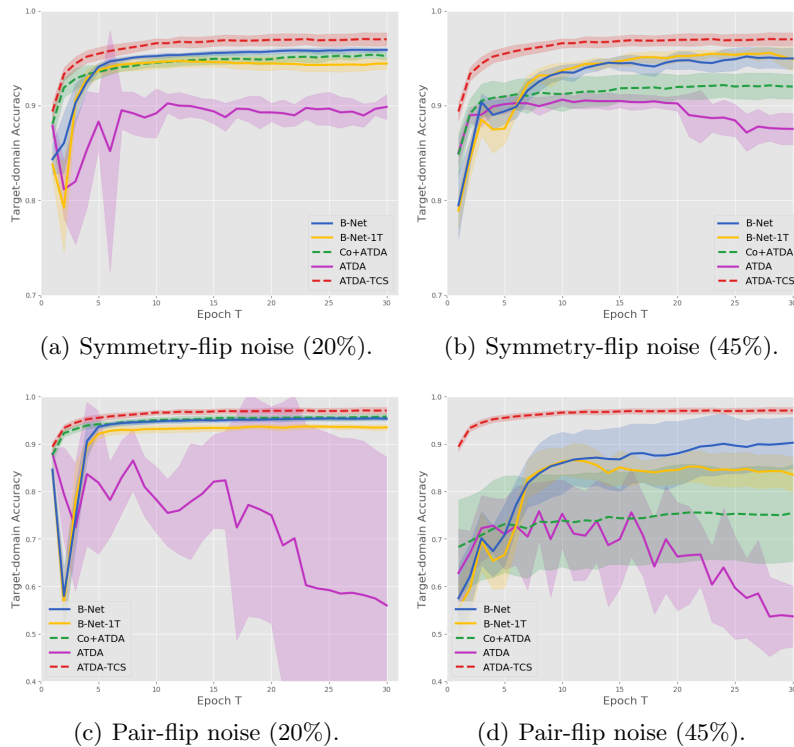 1.0
0.9
0.8
0.7
Target-domain Accuracy
B-Net
B-Net-1T
Co+ATDA
ATDA
ATDA-TCS
0 5 10 15 20 25 30
Epoch T
(a) Symmetry-flip noise (20%).
1.0
0.9
0.8
0.7
Target-domain Accuracy
B-Net
B-Net-1T
Co+ATDA
ATDA
ATDA-TCS
0 5 10 15 20 25 30
Epoch T
(b) Symmetry-flip noise (45%).
1.0
0.9
0.8
0.7
0.6
0.5
0.4
Target-domain Accuracy
B-Net
B-Net-1T
Co+ATDA
ATDA
ATDA-TCS
0 5 10 15 20 25 30
Epoch T
(c) Pair-flip noise (20%).
1.0
0.9
0.8
0.7
0.6
0.5
0.4
Target-domain Accuracy
B-Net
B-Net-1T
Co+ATDA
ATDA
ATDA-TCS
0 5 10 15 20 25 30
Epoch T
(d) Pair-flip noise (45%).